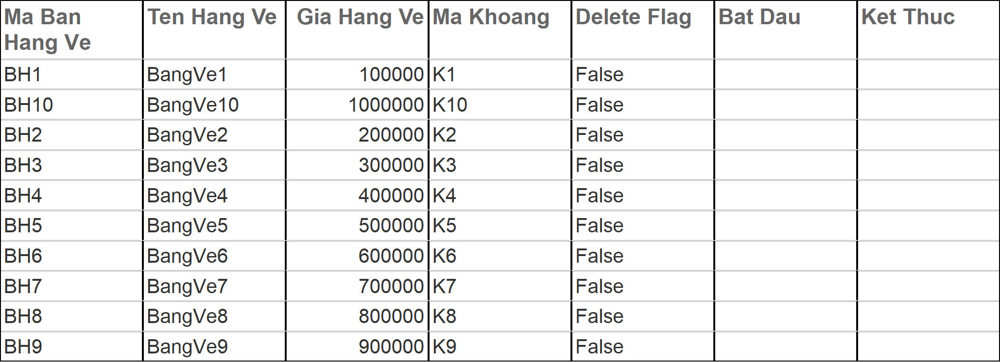 Ma Ban Hang Ve Ten Hang Ve Gia Hang Ve Ma Khoang Delete Flag Bat Dau Ket Thuc
BH1 BangVe1 100000 K1 False
BH10 BangVe10 1000000 K10 False
BH2 BangVe2 200000 K2 False
BH3 BangVe3 300000 K3 False
BH4 BangVe4 400000 K4 False
BH5 BangVe5 500000 K5 False
BH6 BangVe6 600000 K6 False
BH7 BangVe7 700000 K7 False
BH8 BangVe8 800000 K8 False
BH9 BangVe9 900000 K9 False